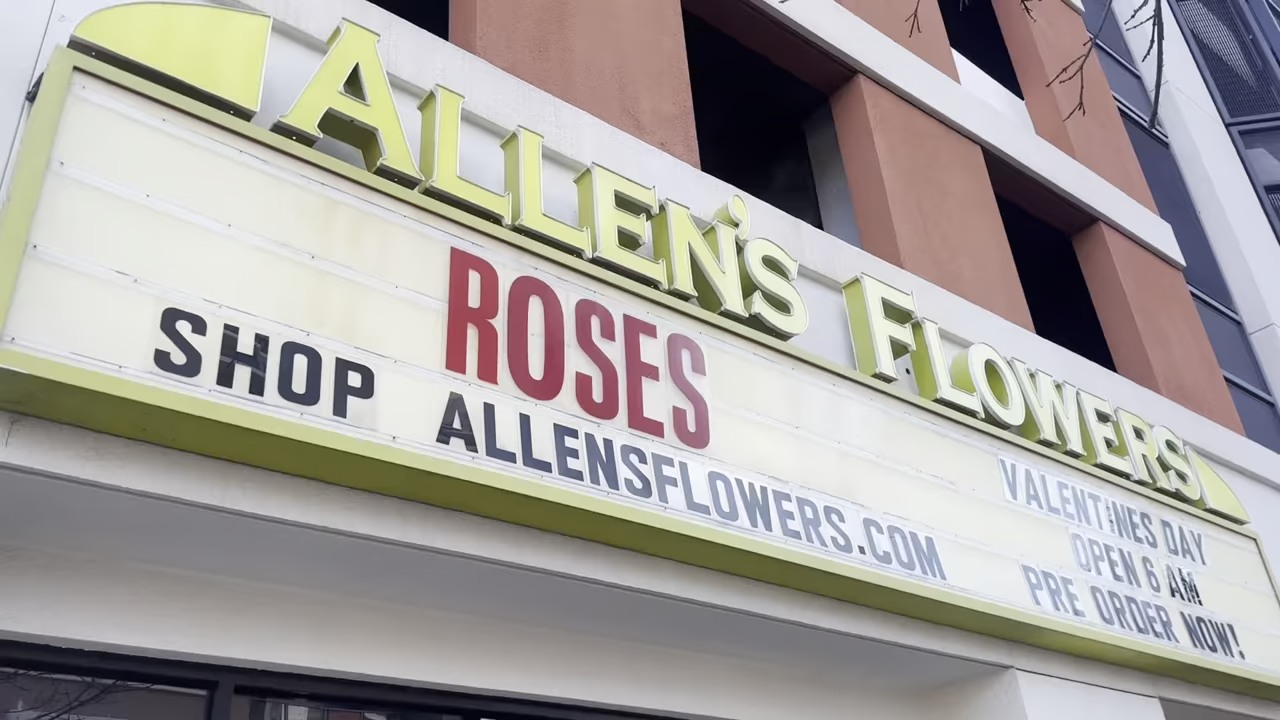 ALLEN'S FLOWERS
ROSES
SHOP ALLENSFLOWERS.COM
VALENTINES DAY
OPEN 6 AM
PRE ORDER NOW!